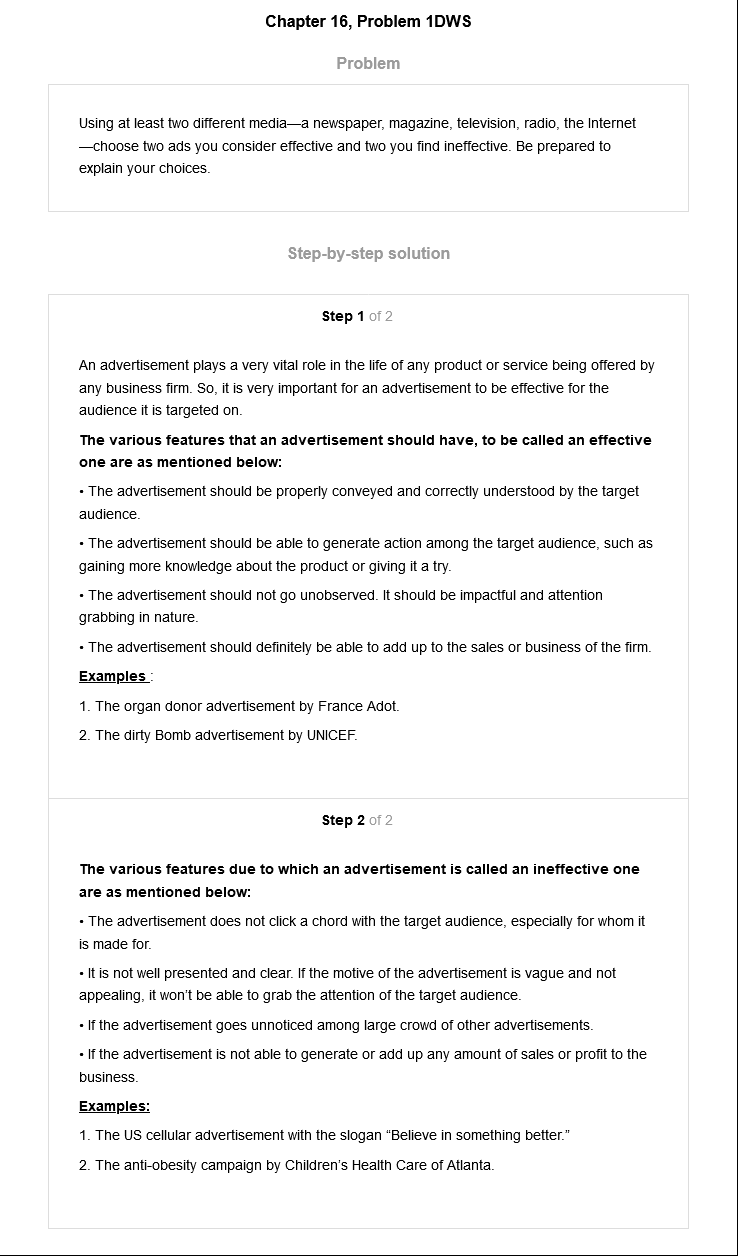 Chapter 16, Problem 1DWS
Problem
Using at least two different media—a newspaper, magazine, television, radio, the Internet
—choose two ads you consider effective and two you find ineffective. Be prepared to
explain your choices.
Step-by-step solution
Step 1 of 2
An advertisement plays a very vital role in the life of any product or service being offered by
any business firm. So, it is very important for an advertisement to be effective for the
audience it is targeted on.
The various features that an advertisement should have, to be called an effective
one are as mentioned below:
• The advertisement should be properly conveyed and correctly understood by the target
audience.
• The advertisement should be able to generate action among the target audience, such as
gaining more knowledge about the product or giving it a try.
• The advertisement should not go unobserved. It should be impactful and attention
grabbing in nature.
• The advertisement should definitely be able to add up to the sales or business of the firm.
Examples :
1. The organ donor advertisement by France Adot.
2. The dirty Bomb advertisement by UNICEF.
Step 2 of 2
The various features due to which an advertisement is called an ineffective one
are as mentioned below:
• The advertisement does not click a chord with the target audience, especially for whom it
is made for.
• It is not well presented and clear. If the motive of the advertisement is vague and not
appealing, it won’t be able to grab the attention of the target audience.
• If the advertisement goes unnoticed among large crowd of other advertisements.
• If the advertisement is not able to generate or add up any amount of sales or profit to the
business.
Examples:
1. The US cellular advertisement with the slogan “Believe in something better.”
2. The anti-obesity campaign by Children’s Health Care of Atlanta.